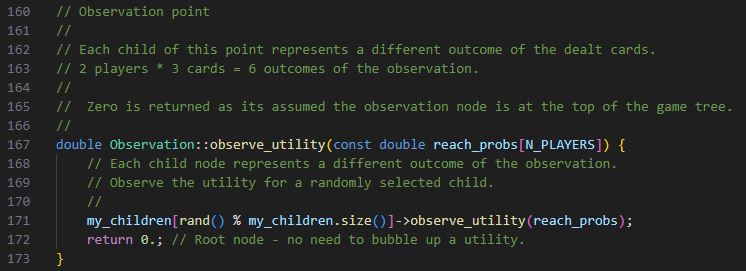 160 // Observation point
161 //
162 // Each child of this point represents a different outcome of the dealt cards.
163 // 2 players * 3 cards = 6 outcomes of the observation.
164 //
165 //  Zero is returned as its assumed the observation node is at the top of the game tree.
166 //
167 double Observation::observe_utility(const double reach_probs[N_PLAYERS]) {
168     // Each child node represents a different outcome of the observation.
169     // Observe the utility for a randomly selected child.
170     //
171     my_children[rand() % my_children.size()]->observe_utility(reach_probs);
172     return 0.; // Root node - no need to bubble up a utility.
173 }